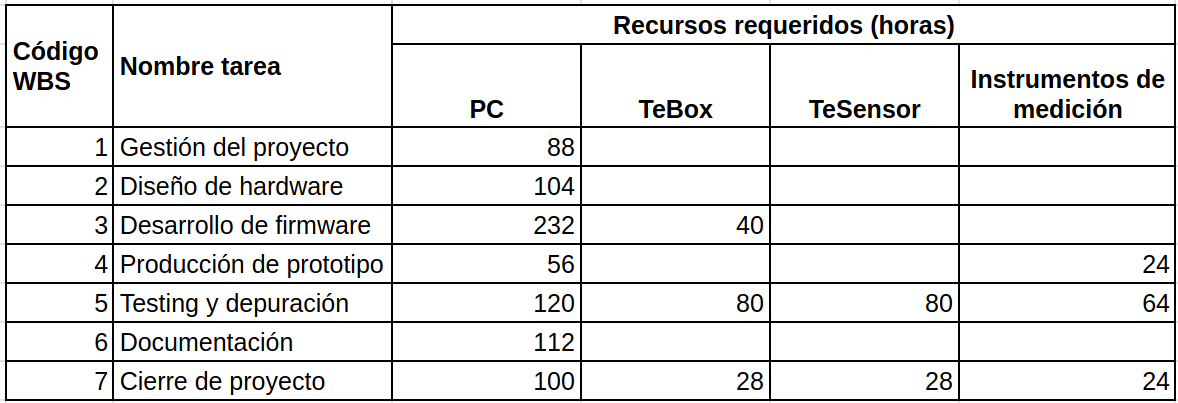 Recursos requeridos (horas)
Código WBS Nombre tarea PC TeBox TeSensor Instrumentos de medición
1 Gestión del proyecto 88
2 Diseño de hardware 104
3 Desarrollo de firmware 232 40
4 Producción de prototipo 56 24
5 Testing y depuración 120 80 80 64
6 Documentación 112
7 Cierre de proyecto 100 28 28 24